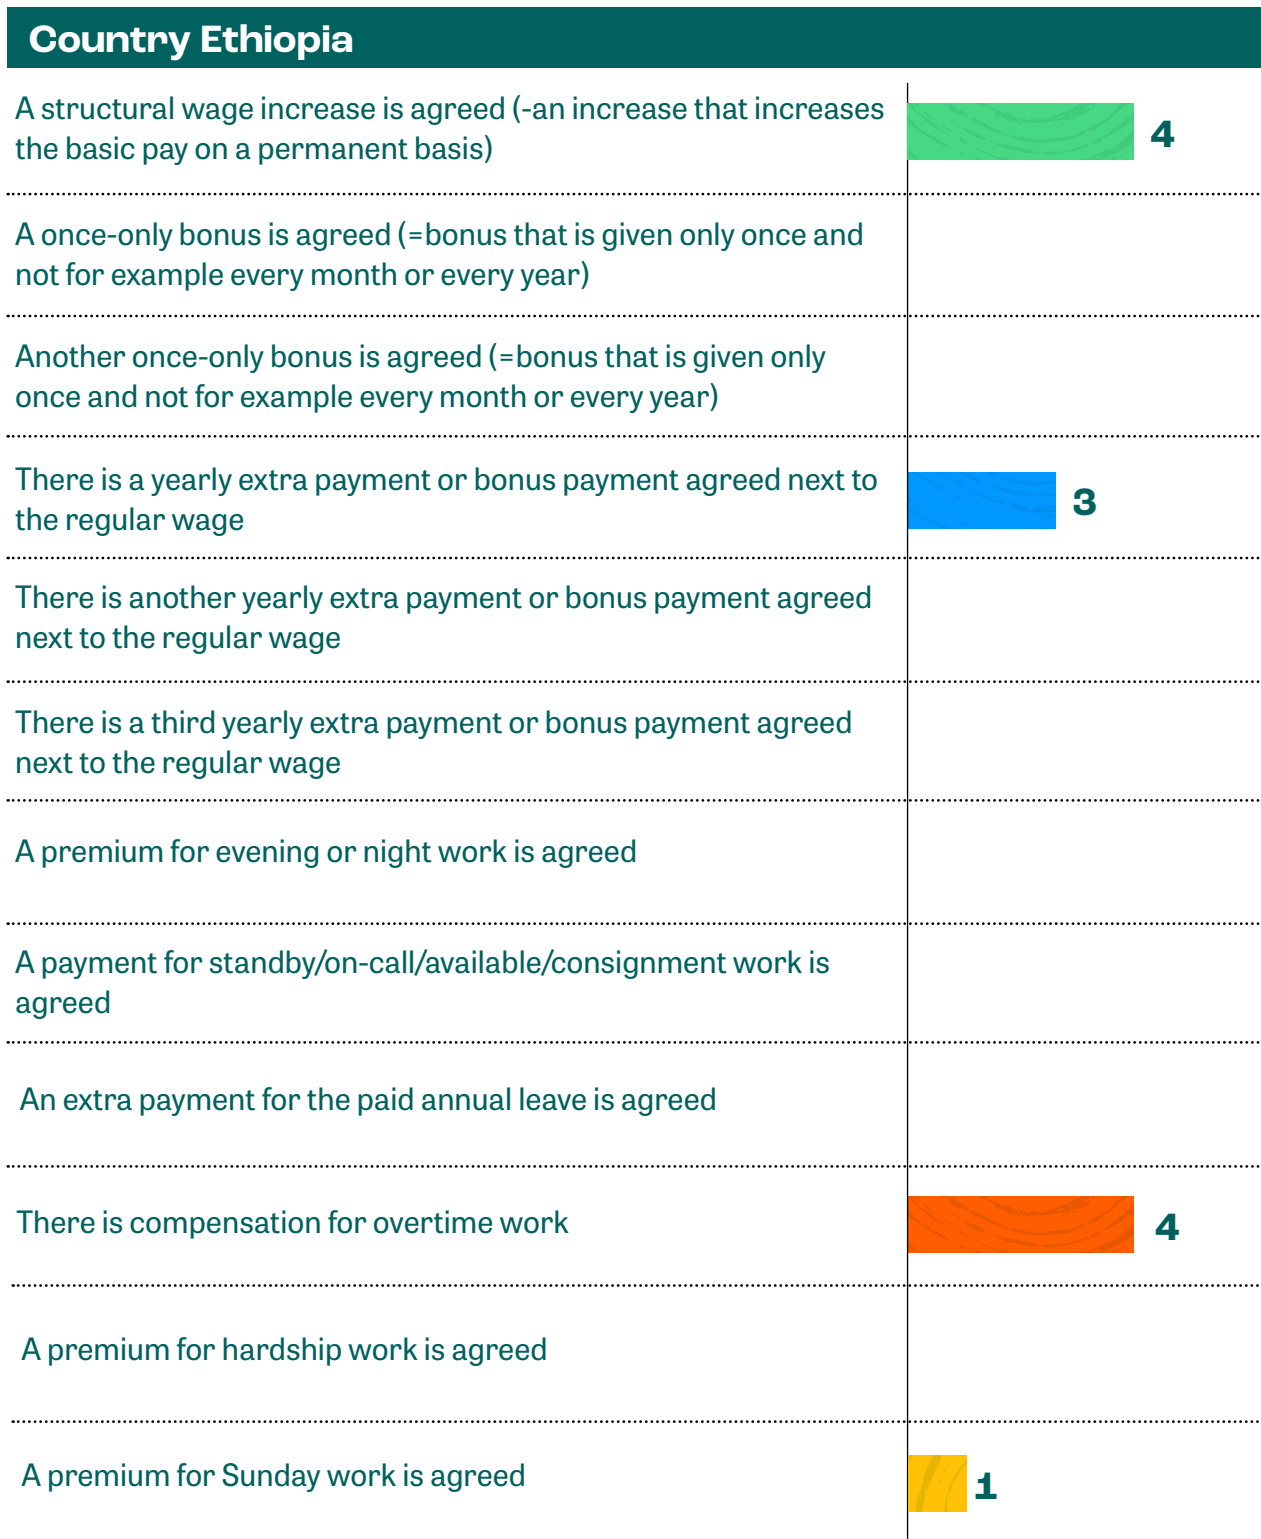 Country Ethiopia
A structural wage increase is agreed (-an increase that increases
the basic pay on a permanent basis)
4
A once-only bonus is agreed (=bonus that is given only once and
not for example every month or every year)
Another once-only bonus is agreed (=bonus that is given only
once and not for example every month or every year)
There is a yearly extra payment or bonus payment agreed next to
the regular wage
3
There is another yearly extra payment or bonus payment agreed
next to the regular wage
There is a third yearly extra payment or bonus payment agreed
next to the regular wage
A premium for evening or night work is agreed
A payment for standby/on-call/available/consignment work is
agreed
An extra payment for the paid annual leave is agreed
There is compensation for overtime work
4
A premium for hardship work is agreed
A premium for Sunday work is agreed
1